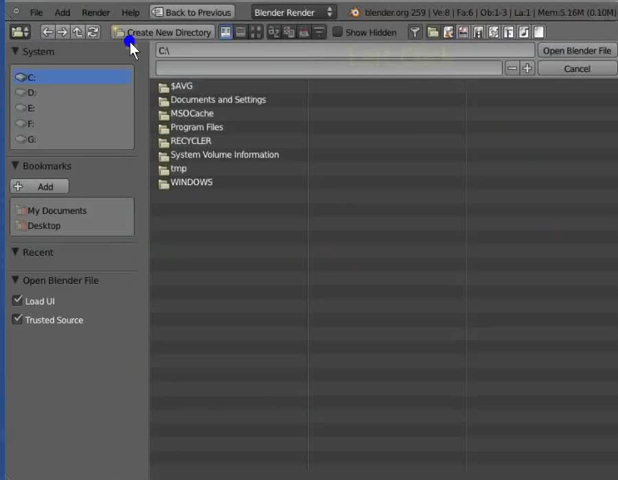 File Add Render Help Back to Previous Blender Render blender.org 259 | Ve:8 | Fa:6 | Ob:1-3 | La:1 | Mem:5.16M (0.10M)
Create New Directory Show Hidden
System C:\ Open Blender File
Cancel
C:
D:
E:
F:
G:
Bookmarks
Add
My Documents
Desktop
Recent
Open Blender File
Load UI
Trusted Source
$AVG
Documents and Settings
MSOCache
Program Files
RECYCLER
System Volume Information
tmp
WINDOWS